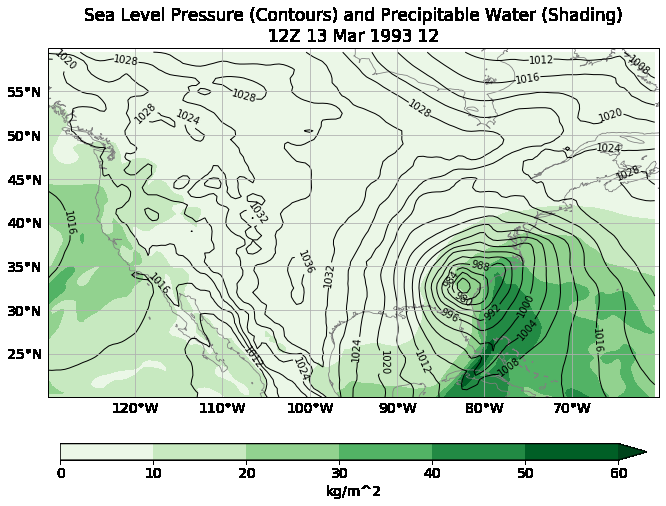 Sea Level Pressure (Contours) and Precipitable Water (Shading)
12Z 13 Mar 1993 12
1020
1028
1012
1008
1016
55°N
1028
1028
1028
1024
1020
50°N
1024
1028
45°N
1032
1016
40°N
988
35°N
1036
1032
984
1016
980
1000
30°N
992
996
1004
1016
25°N
1012
1024
1020
1012
1008
1024
120°W 110°W 100°W 90°W 80°W 70°W
0 10 20 30 40 50 60
kg/m^2